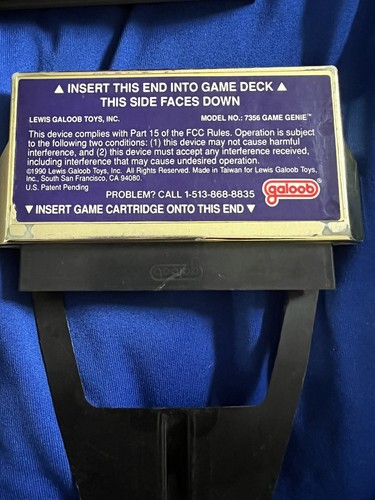 ▲ INSERT THIS END INTO GAME DECK ▲
THIS SIDE FACES DOWN
LEWIS GALOOB TOYS, INC. MODEL NO.: 7356 GAME GENIE™
This device complies with Part 15 of the FCC Rules. Operation is subject
to the following two conditions: (1) this device may not cause harmful
interference, and (2) this device must accept any interference received,
including interference that may cause undesired operation.
©1990 Lewis Galoob Toys, Inc. All Rights Reserved. Made in Taiwan for Lewis Galoob Toys,
Inc., South San Francisco, CA 94080.
U.S. Patent Pending
PROBLEM? CALL 1-513-868-8835
galoob®
▼ INSERT GAME CARTRIDGE ONTO THIS END ▼
galoob